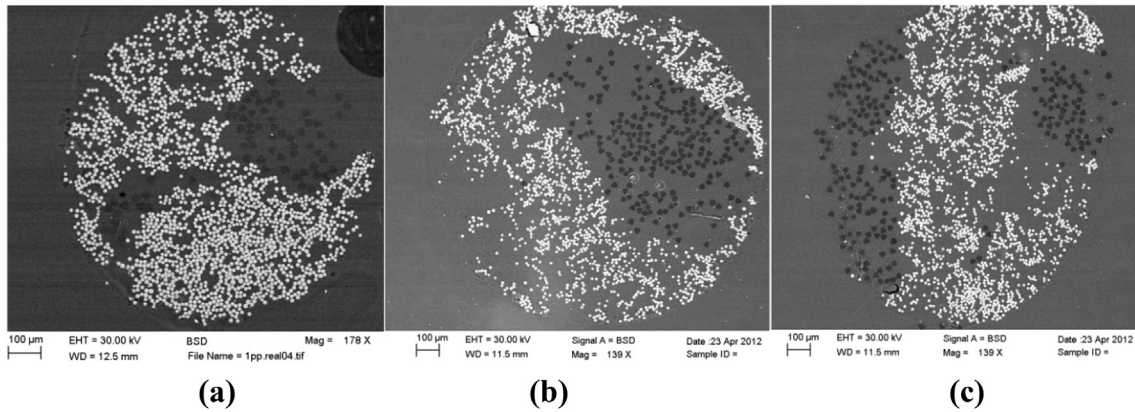 100 µm EHT = 30.00 kV BSD Mag = 178 X
WD = 12.5 mm File Name = 1pp.real04.tif
100 µm EHT = 30.00 kV Signal A = BSD Date :23 Apr 2012
WD = 11.5 mm Mag = 139 X Sample ID =
100 µm EHT = 30.00 kV Signal A = BSD Date :23 Apr 2012
WD = 11.5 mm Mag = 139 X Sample ID =
(a) (b) (c)